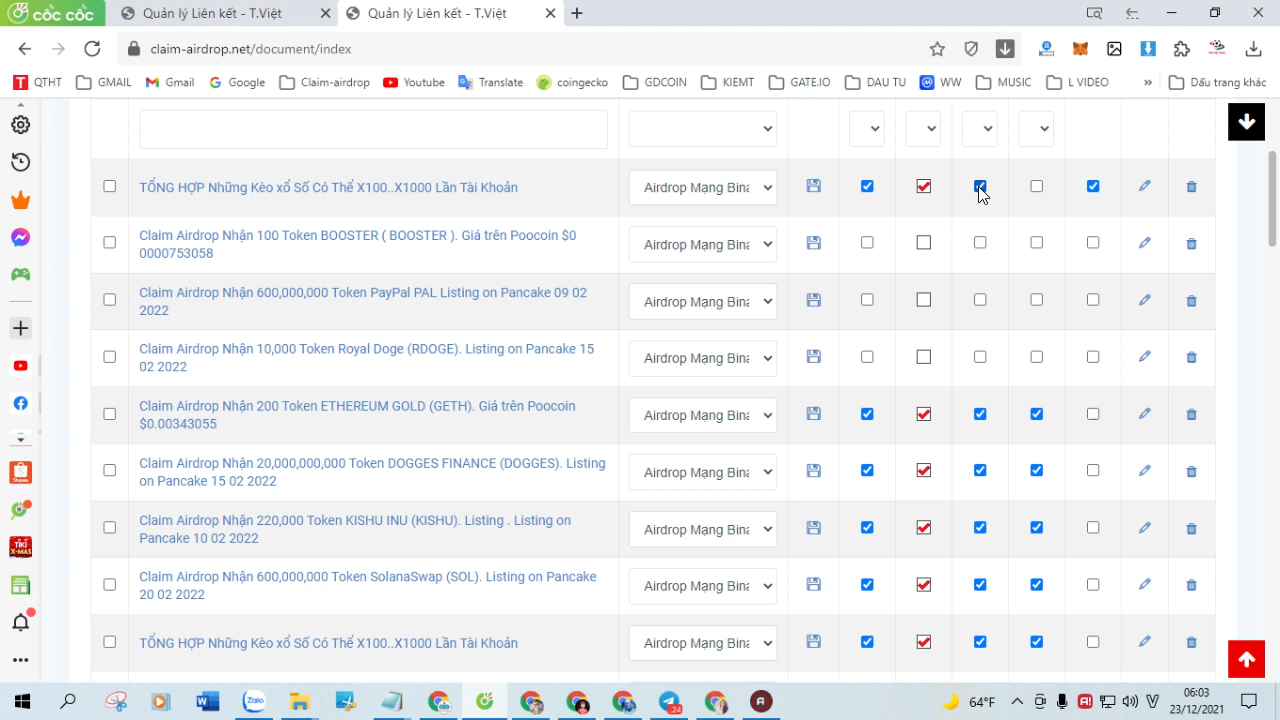 cốc cốc
Quản lý kết - T.Việt
Quản lý kết - T.Việt
claim-airdrop.net/document/index
QTHT
GMAIL
Gmail
Google
Claim-airdrop
Youtube
Translate
coingecko
GDCOIN
KIEMT
GATE.IO
DAU TU
WW
MUSIC
L VIDEO
»
Dấu trang khác
TỔNG HỢP Những Kèo xổ Số Có Thể X100..X1000 Lần Tài Khoản
Airdrop Mạng Bina
Claim Airdrop Nhận 100 Token BOOSTER ( BOOSTER ). Giá trên Poocoin $0
0000753058
Airdrop Mạng Bina
Claim Airdrop Nhận 600,000,000 Token PayPal PAL Listing on Pancake 09 02
2022
Airdrop Mạng Bina
Claim Airdrop Nhận 10,000 Token Royal Doge (RDOGE). Listing on Pancake 15
02 2022
Airdrop Mạng Bina
Claim Airdrop Nhận 200 Token ETHEREUM GOLD (GETH). Giá trên Poocoin
$0.00343055
Airdrop Mạng Bina
Claim Airdrop Nhận 20,000,000,000 Token DOGGES FINANCE (DOGGES). Listing
on Pancake 15 02 2022
Airdrop Mạng Bina
Claim Airdrop Nhận 220,000 Token KISHU INU (KISHU). Listing . Listing on
Pancake 10 02 2022
Airdrop Mạng Bina
Claim Airdrop Nhận 600,000,000 Token SolanaSwap (SOL). Listing on Pancake
20 02 2022
Airdrop Mạng Bina
TỔNG HỢP Những Kèo xổ Số Có Thể X100..X1000 Lần Tài Khoản
Airdrop Mạng Bina
Zalo
24
64°F
06:03
23/12/2021